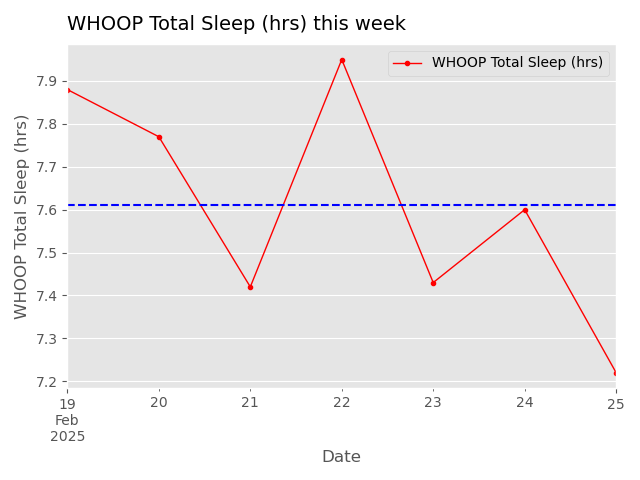 WHOOP Total Sleep (hrs) this week
WHOOP Total Sleep (hrs)
WHOOP Total Sleep (hrs)
7.9
7.8
7.7
7.6
7.5
7.4
7.3
7.2
19 20 21 22 23 24 25
Feb
2025
Date